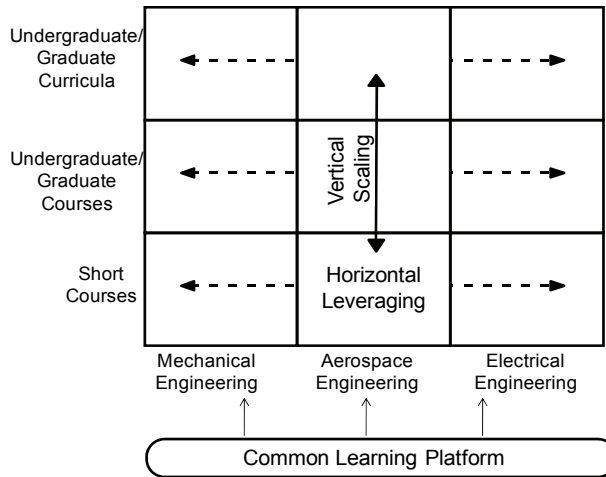 Undergraduate/
Graduate
Curricula
Undergraduate/
Graduate
Courses
Vertical
Scaling
Short
Courses
Horizontal
Leveraging
Mechanical
Engineering
Aerospace
Engineering
Electrical
Engineering
Common Learning Platform